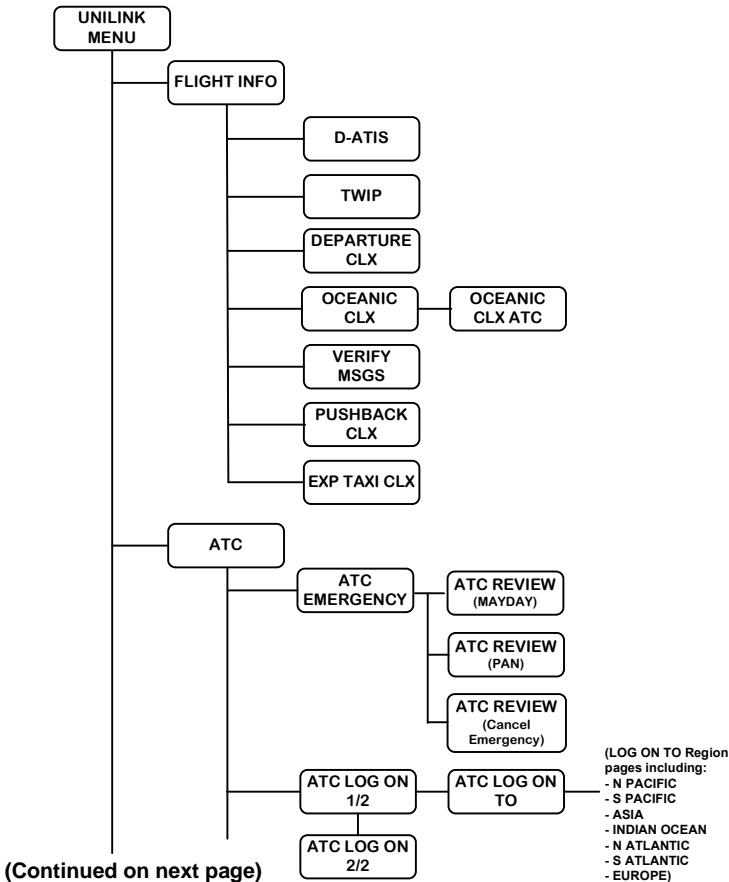 UNILINK
MENU
FLIGHT INFO
D-ATIS
TWIP
DEPARTURE
CLX
OCEANIC
CLX
OCEANIC
CLX ATC
VERIFY
MSGS
PUSHBACK
CLX
EXP TAXI CLX
ATC
ATC
EMERGENCY
ATC REVIEW
(MAYDAY)
ATC REVIEW
(PAN)
ATC REVIEW
(Cancel
Emergency)
ATC LOG ON
1/2
ATC LOG ON
TO
(LOG ON TO Region
pages including:
- N PACIFIC
- S PACIFIC
- ASIA
- INDIAN OCEAN
- N ATLANTIC
- S ATLANTIC
- EUROPE)
ATC LOG ON
2/2
(Continued on next page)